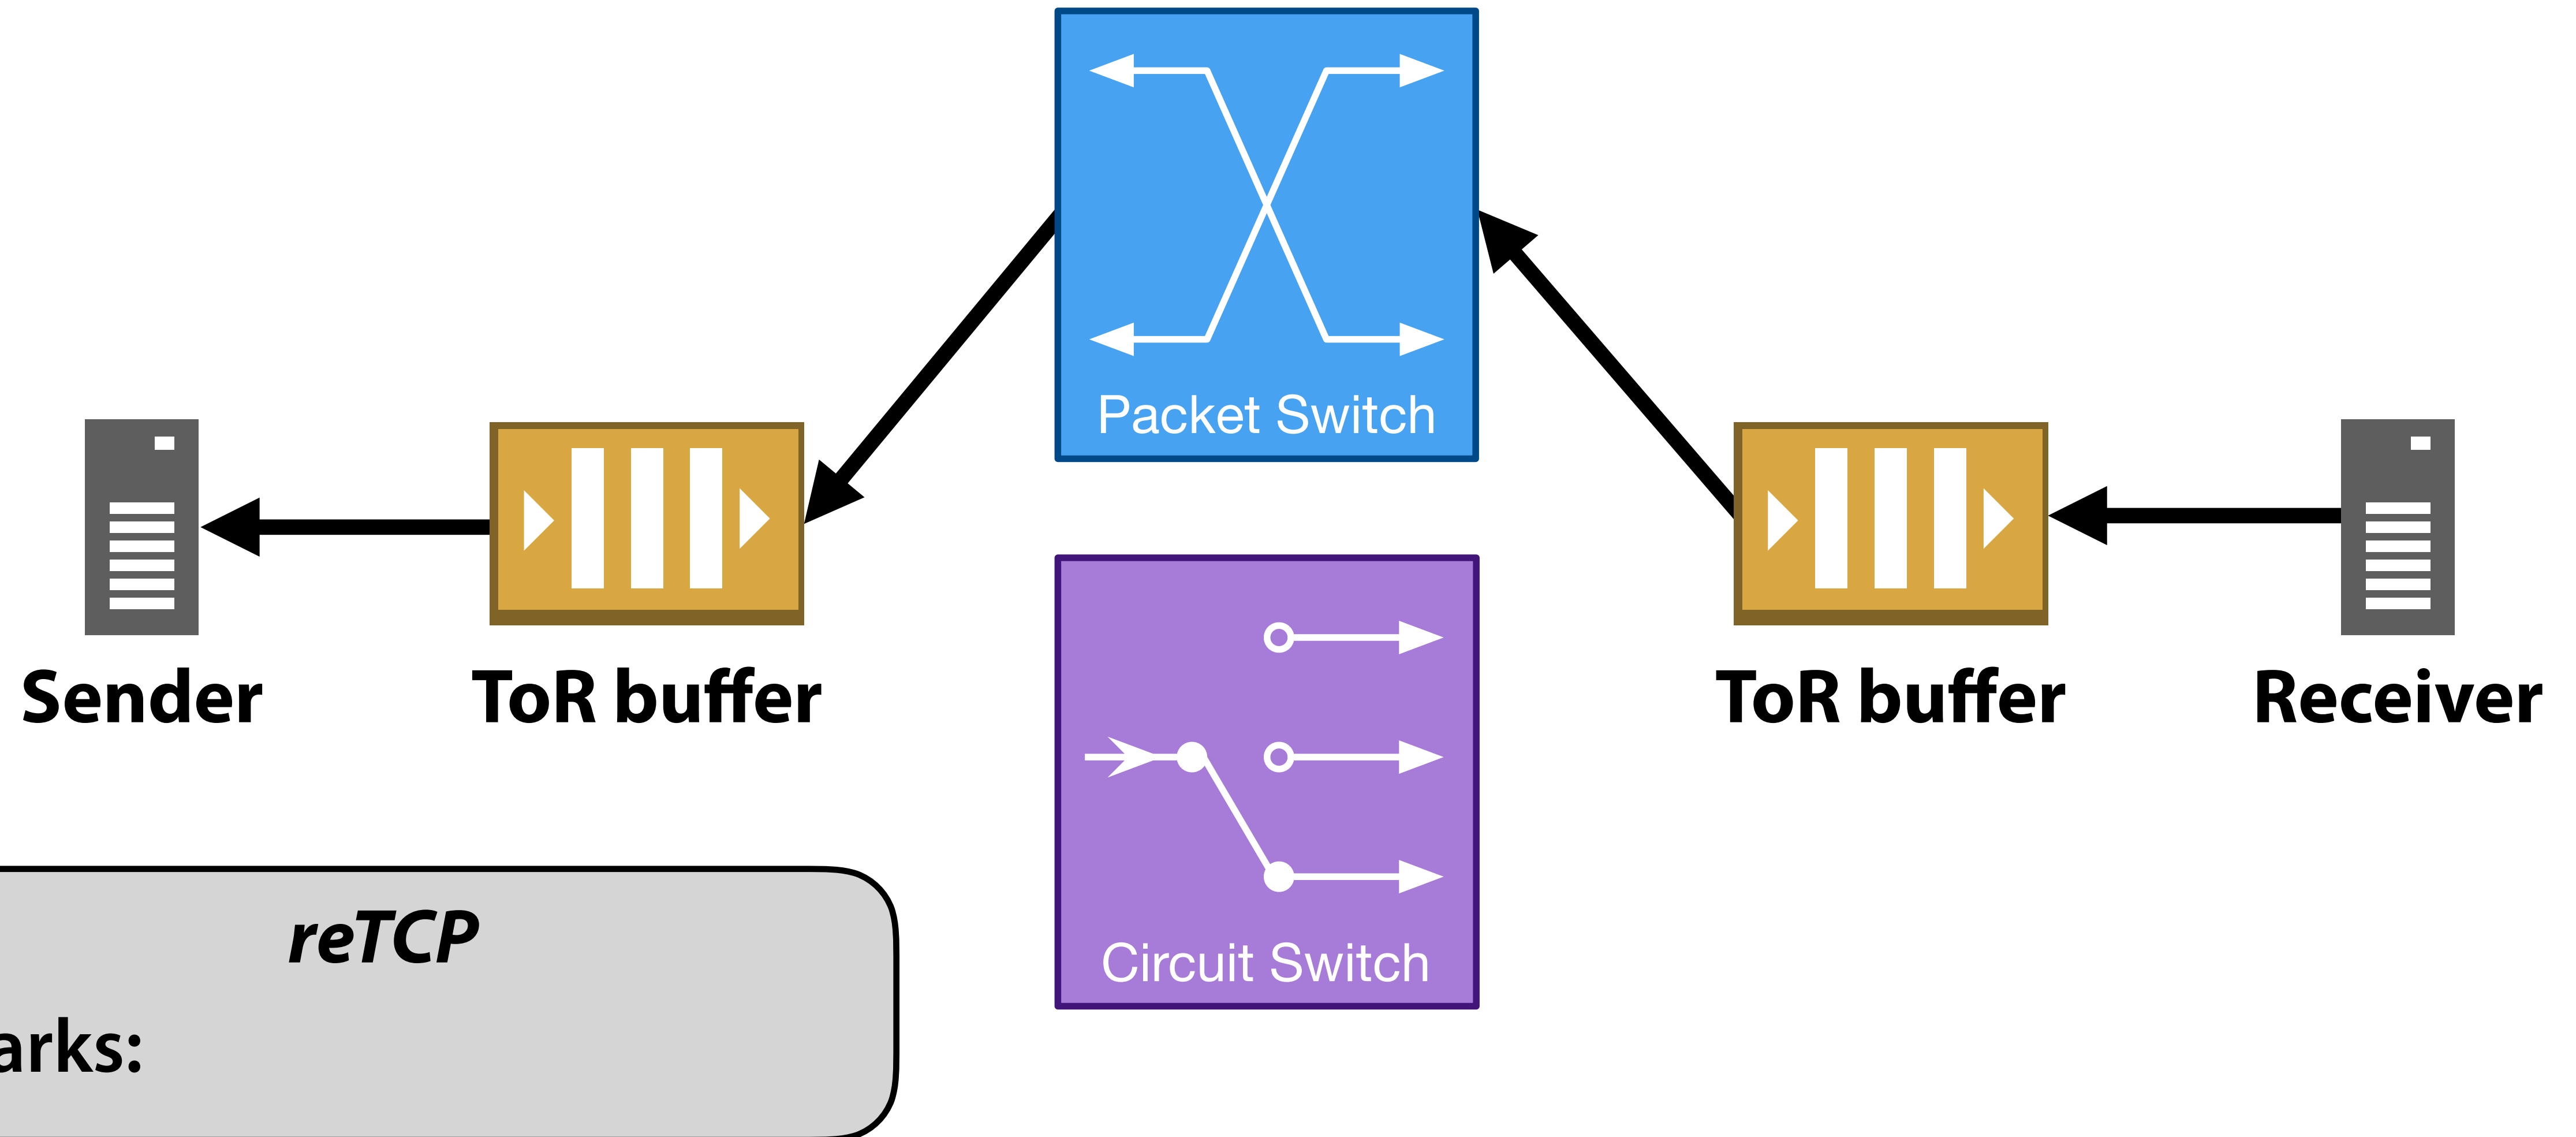 Packet Switch
Sender
ToR buffer
ToR buffer
Receiver
Circuit Switch
reTCP
arks: